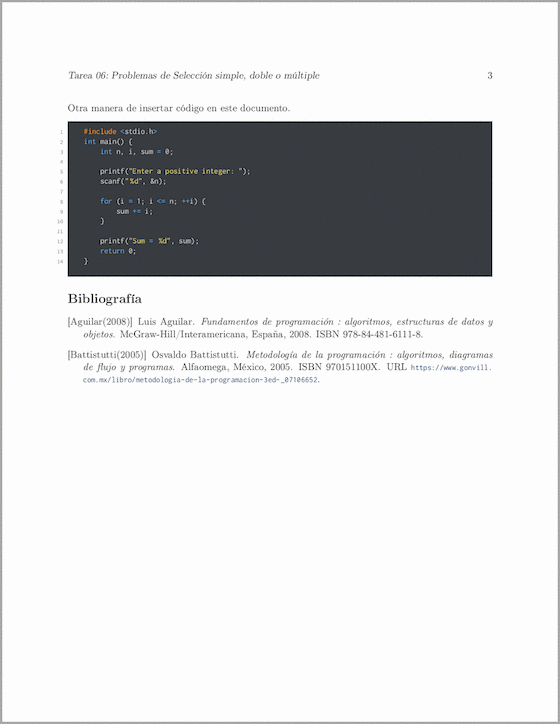 Tarea 06: Problemas de Selección simple, doble o múltiple 3
Otra manera de insertar código en este documento.
1 #include <stdio.h>
2 int main() {
3 int n, i, sum = 0;
4
5 printf("Enter a positive integer: ");
6 scanf("%d", &n);
7
8 for (i = 1; i <= n; ++i) {
9 sum += i;
10 }
11
12 printf("Sum = %d", sum);
13 return 0;
14 }
Bibliografía
[Aguilar(2008)] Luis Aguilar. Fundamentos de programación : algoritmos, estructuras de datos y
objetos. McGraw-Hill/Interamericana, España, 2008. ISBN 978-84-481-6111-8.
[Battistutti(2005)] Osvaldo Battistutti. Metodología de la programación : algoritmos, diagramas
de flujo y programas. Alfaomega, México, 2005. ISBN 970151100X. URL https://www.gonvill.
com.mx/libro/metodologia-de-la-programacion-3ed-_07106652.